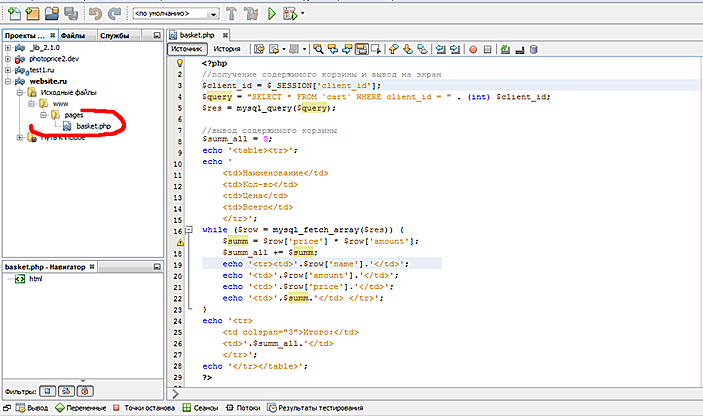 <по умолчанию>
Проекты ...
Файлы
Службы
_lib_2.1.0
photoprice2.dev
test1.ru
website.ru
Исходные файлы
www
pages
basket.php
basket.php - Навигатор
html
Фильтры:
basket.php
Источник
История
1 <?php
2 //получение содержимого корзины и вывод на экран
3 $client_id = $_SESSION['client_id'];
4 $query = "SELECT * FROM `cart` WHERE client_id = " . (int) $client_id;
5 $res = mysql_query($query);
6
7 //вывод содержимого корзины
8 $summ_all = 0;
9 echo '<table><tr>';
10 echo '
11 <td>Наименование</td>
12 <td>Кол-во</td>
13 <td>Цена</td>
14 <td>Всего</td>
15 </tr>';
16 while ($row = mysql_fetch_array($res)) {
$summ = $row['price'] * $row['amount'];
18 $summ_all += $summ;
19 echo '<tr><td>'.$row['name'].'</td>';
20 echo '<td>'.$row['amount'].'</td>';
21 echo '<td>'.$row['price'].'</td>';
22 echo '<td>'.$summ.'</td> </tr>';
23 }
24 echo '<tr>
25 <td colspan="3">Итого:</td>
26 <td>'.$summ_all.'</td>
27 </tr>';
28 echo '</tr></table>';
29 ?>
Вывод
Переменные
Точки останова
Сеансы
Потоки
Результаты тестирования